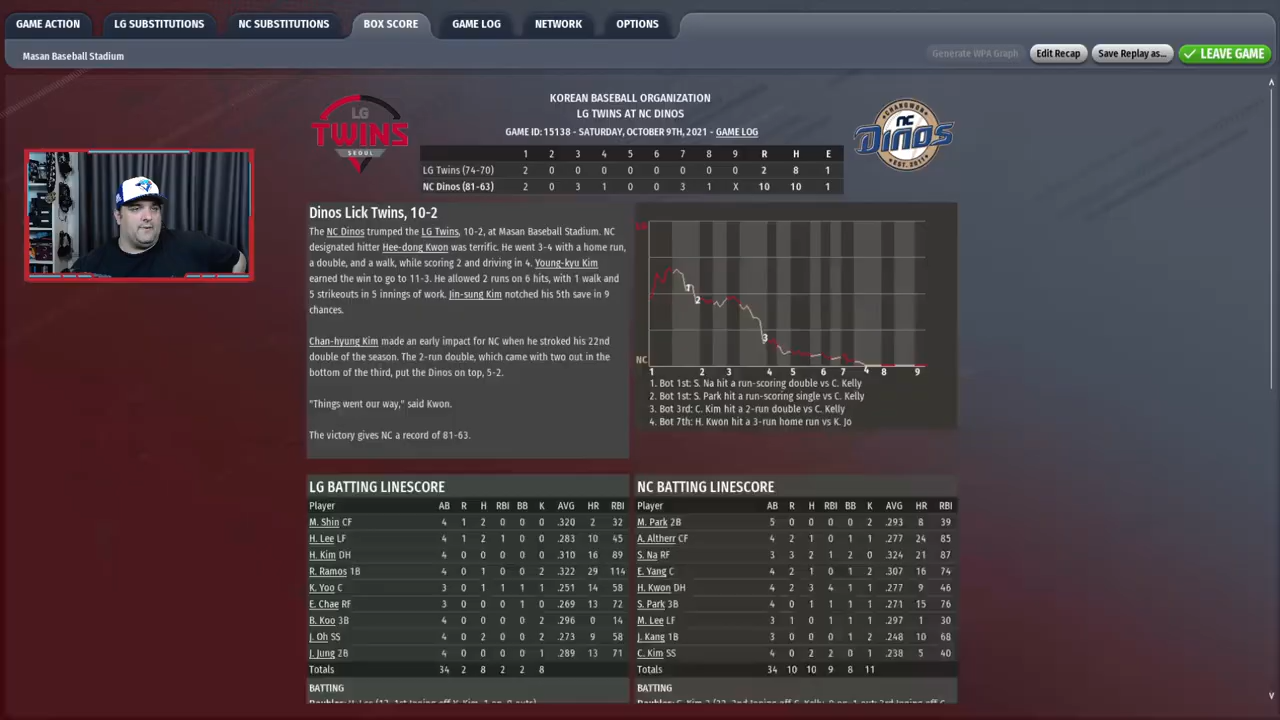 GAME ACTION LG SUBSTITUTIONS NC SUBSTITUTIONS BOX SCORE GAME LOG NETWORK OPTIONS
Masan Baseball Stadium Generate WPA Graph Edit Recap Save Replay as... LEAVE GAME
LG
TWINS
SEOUL
KOREAN BASEBALL ORGANIZATION
LG TWINS AT NC DINOS
GAME ID: 15138 - SATURDAY, OCTOBER 9TH, 2021 - GAME LOG
CHANGWON
NC
DINOS
EST. 2011
1 2 3 4 5 6 7 8 9 R H E
LG Twins (74-70) 2 0 0 0 0 0 0 0 0 2 8 1
NC Dinos (81-63) 2 0 3 1 0 0 3 1 X 10 10 1
Dinos Lick Twins, 10-2
The NC Dinos trumped the LG Twins, 10-2, at Masan Baseball Stadium. NC
designated hitter Hee-dong Kwon was terrific. He went 3-4 with a home run,
a double, and a walk, while scoring 2 and driving in 4. Young-kyu Kim
earned the win to go to 11-3. He allowed 2 runs on 6 hits, with 1 walk and
5 strikeouts in 5 innings of work. Jin-sung Kim notched his 5th save in 9
chances.
Chan-hyung Kim made an early impact for NC when he stroked his 22nd
double of the season. The 2-run double, which came with two out in the
bottom of the third, put the Dinos on top, 5-2.
"Things went our way," said Kwon.
The victory gives NC a record of 81-63.
1
2
3
NC
4
1 2 3 4 5 6 7 8 9
1. Bot 1st: S. Na hit a run-scoring double vs C. Kelly
2. Bot 1st: S. Park hit a run-scoring single vs C. Kelly
3. Bot 3rd: C. Kim hit a 2-run double vs C. Kelly
4. Bot 7th: H. Kwon hit a 3-run home run vs K. Jo
LG BATTING LINESCORE
Player AB R H RBI BB K AVG HR RBI
M. Shin CF 4 1 2 0 0 0 .320 2 32
H. Lee LF 4 1 2 1 0 0 .283 10 45
H. Kim DH 4 0 0 0 0 0 .310 16 89
R. Ramos 1B 4 0 1 0 0 2 .322 29 114
K. Yoo C 3 0 1 1 1 1 .251 14 58
E. Chae RF 3 0 0 0 1 0 .269 13 72
B. Koo 3B 4 0 0 0 0 2 .296 0 14
J. Oh SS 4 0 2 0 0 2 .273 9 58
J. Jung 2B 4 0 0 0 0 1 .289 13 71
Totals 34 2 8 2 2 8
BATTING
NC BATTING LINESCORE
Player AB R H RBI BB K AVG HR RBI
M. Park 2B 5 0 0 0 0 2 .293 8 39
A. Altherr CF 4 2 1 0 1 1 .277 24 85
S. Na RF 3 3 2 1 2 0 .324 21 87
E. Yang C 4 2 1 0 1 2 .307 16 74
H. Kwon DH 4 2 3 4 1 1 .277 9 46
S. Park 3B 4 0 1 1 1 1 .271 15 76
M. Lee LF 3 1 0 1 1 1 .297 1 30
J. Kang 1B 3 0 0 0 1 2 .248 10 68
C. Kim SS 4 0 2 2 0 1 .238 5 40
Totals 34 10 10 9 8 11
BATTING